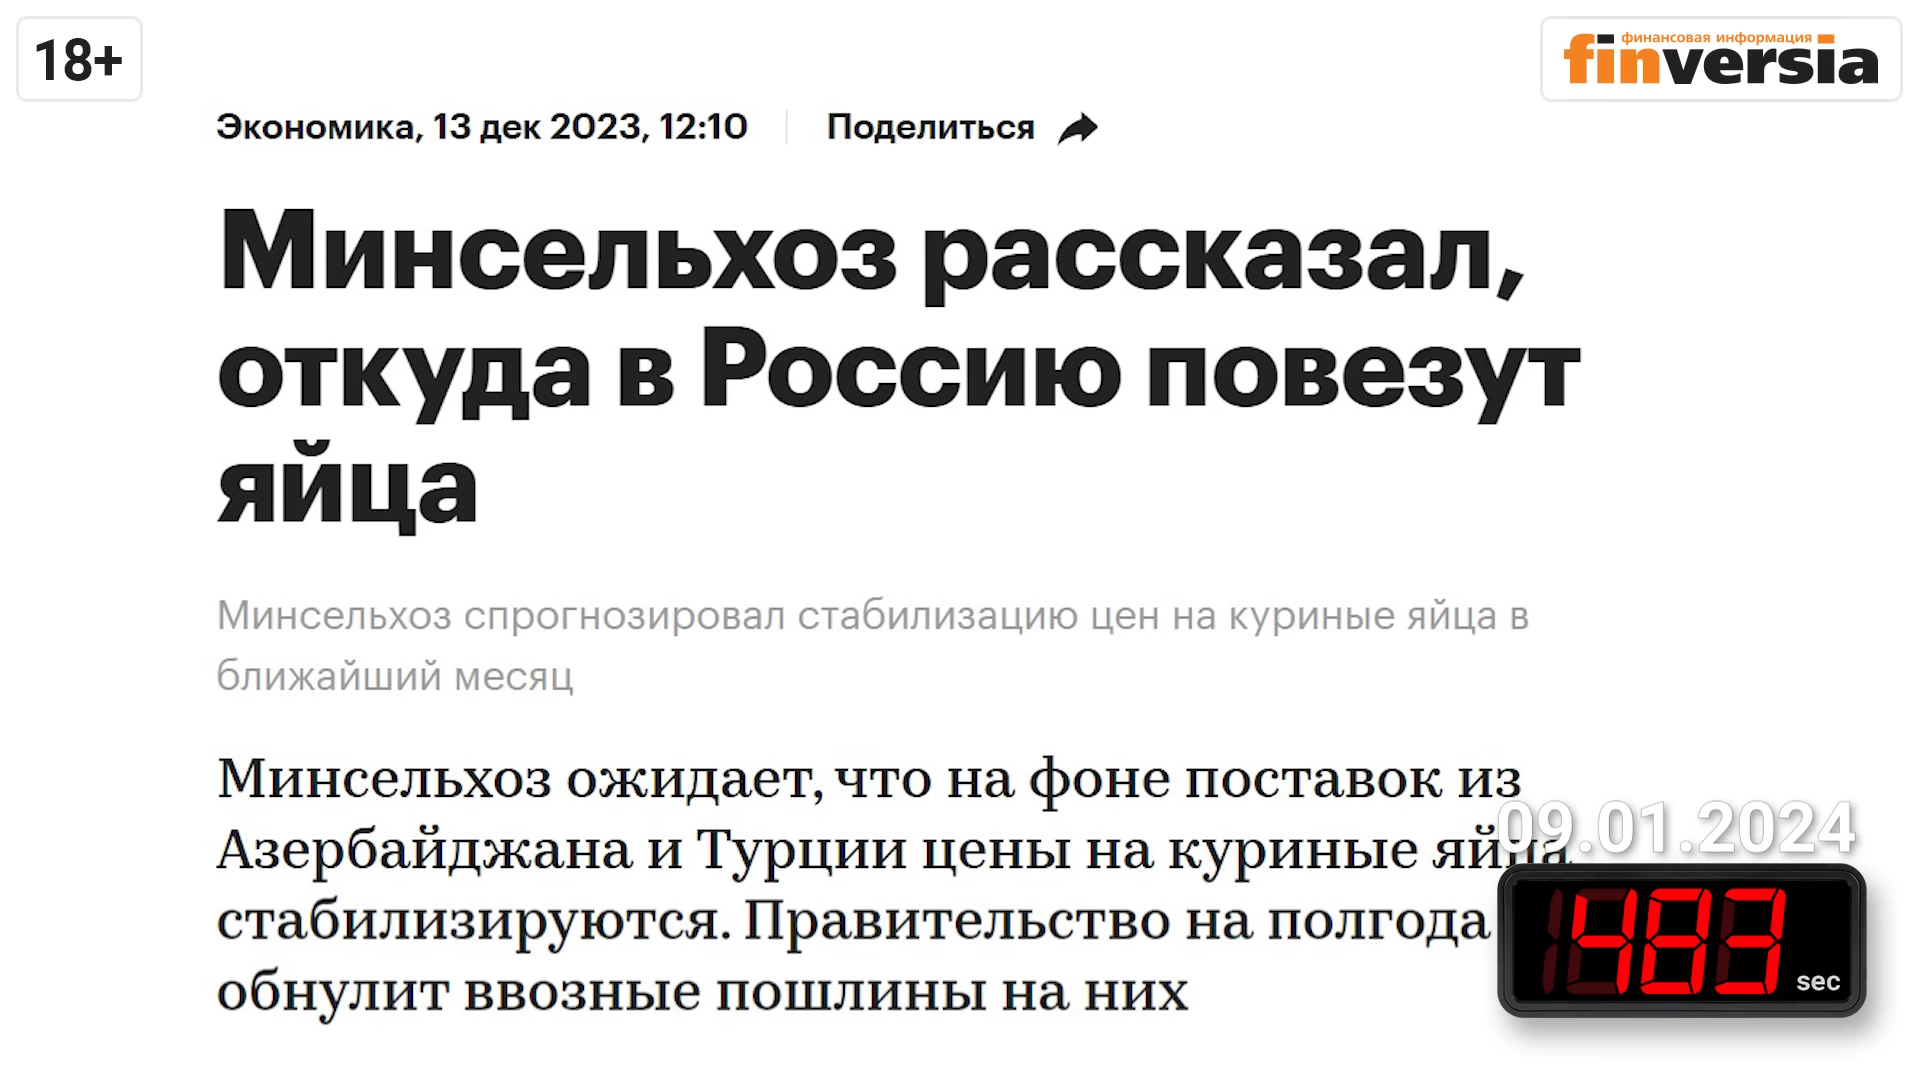 18+
финансовая информация
finversia
Экономика, 13 дек 2023, 12:10
Поделиться
Минсельхоз рассказал,
откуда в Россию повезут
яйца
Минсельхоз спрогнозировал стабилизацию цен на куриные яйца в
ближайший месяц
Минсельхоз ожидает, что на фоне поставок из
Азербайджана и Турции цены на куриные яйца
стабилизируются. Правительство на полгода
обнулит ввозные пошлины на них
09.01.2024
483
sec